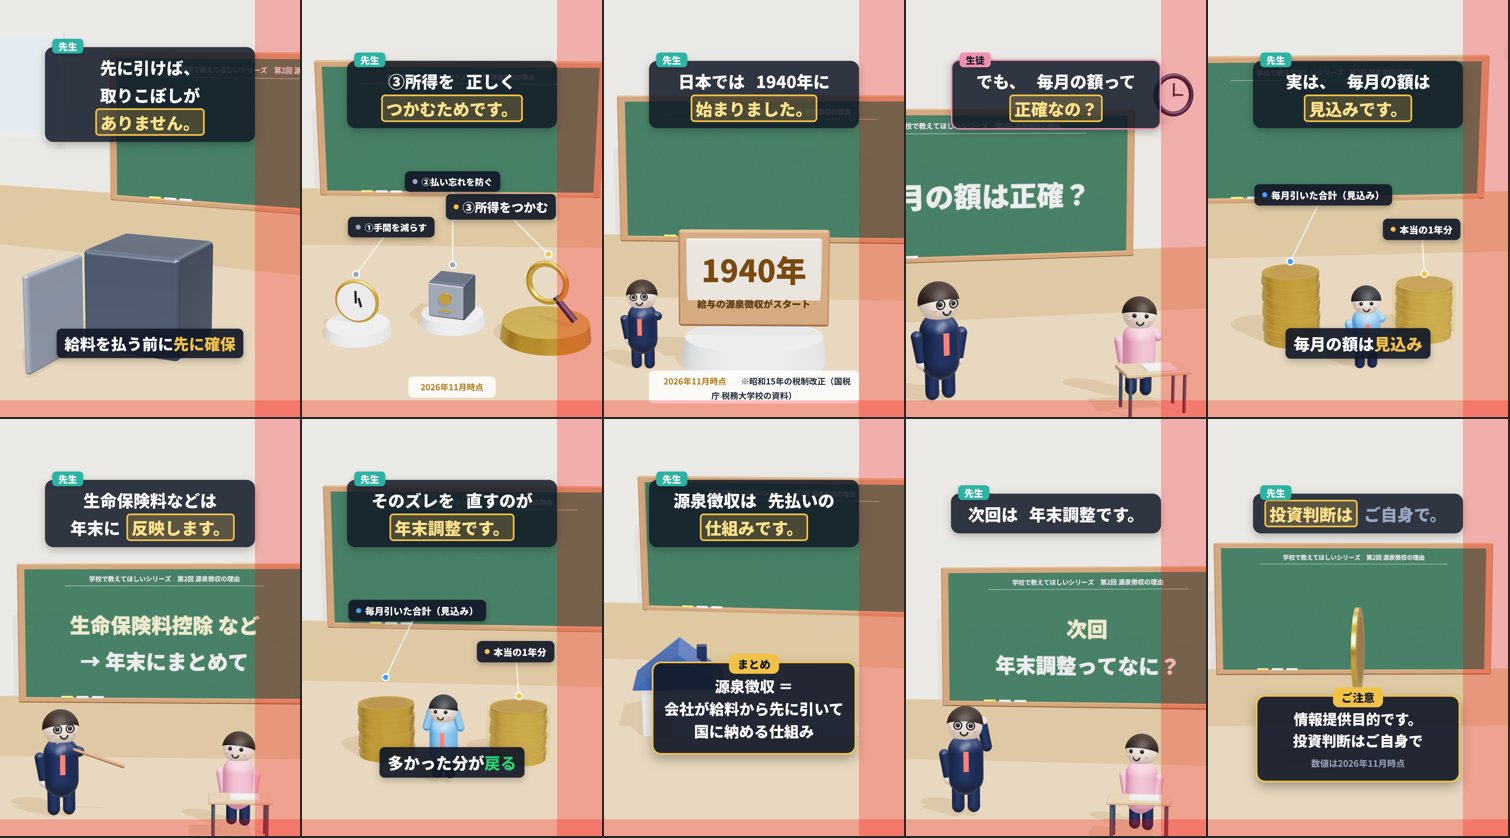 先生
先に引けば、
取りこぼしが
ありません。
給料を払う前に先に確保
先生
③所得を 正しく
つかむためです。
②払い忘れを防ぐ
③所得をつかむ
①手間を減らす
2026年11月時点
先生
日本では 1940年に
始まりました。
1940年
給与の源泉徴収がスタート
2026年11月時点 ※昭和15年の税制改正（国税
庁 税務大学校の資料）
生徒
でも、 毎月の額って
正確なの？
月の額は正確？
先生
実は、 毎月の額は
見込みです。
毎月引いた合計（見込み）
本当の1年分
毎月の額は見込み
先生
生命保険料などは
年末に 反映します。
学校で教えてほしいシリーズ 第2回 源泉徴収の理由
生命保険料控除 など
→ 年末にまとめて
先生
そのズレを 直すのが
年末調整です。
毎月引いた合計（見込み）
本当の1年分
多かった分が戻る
先生
源泉徴収は 先払いの
仕組みです。
まとめ
源泉徴収 ＝
会社が給料から先に引いて
国に納める仕組み
先生
次回は 年末調整です。
学校で教えてほしいシリーズ 第2回 源泉徴収の理由
次回
年末調整ってなに？
先生
投資判断は ご自身で。
学校で教えてほしいシリーズ 第2回 源泉徴収の理由
ご注意
情報提供目的です。
投資判断はご自身で
数値は2026年11月時点